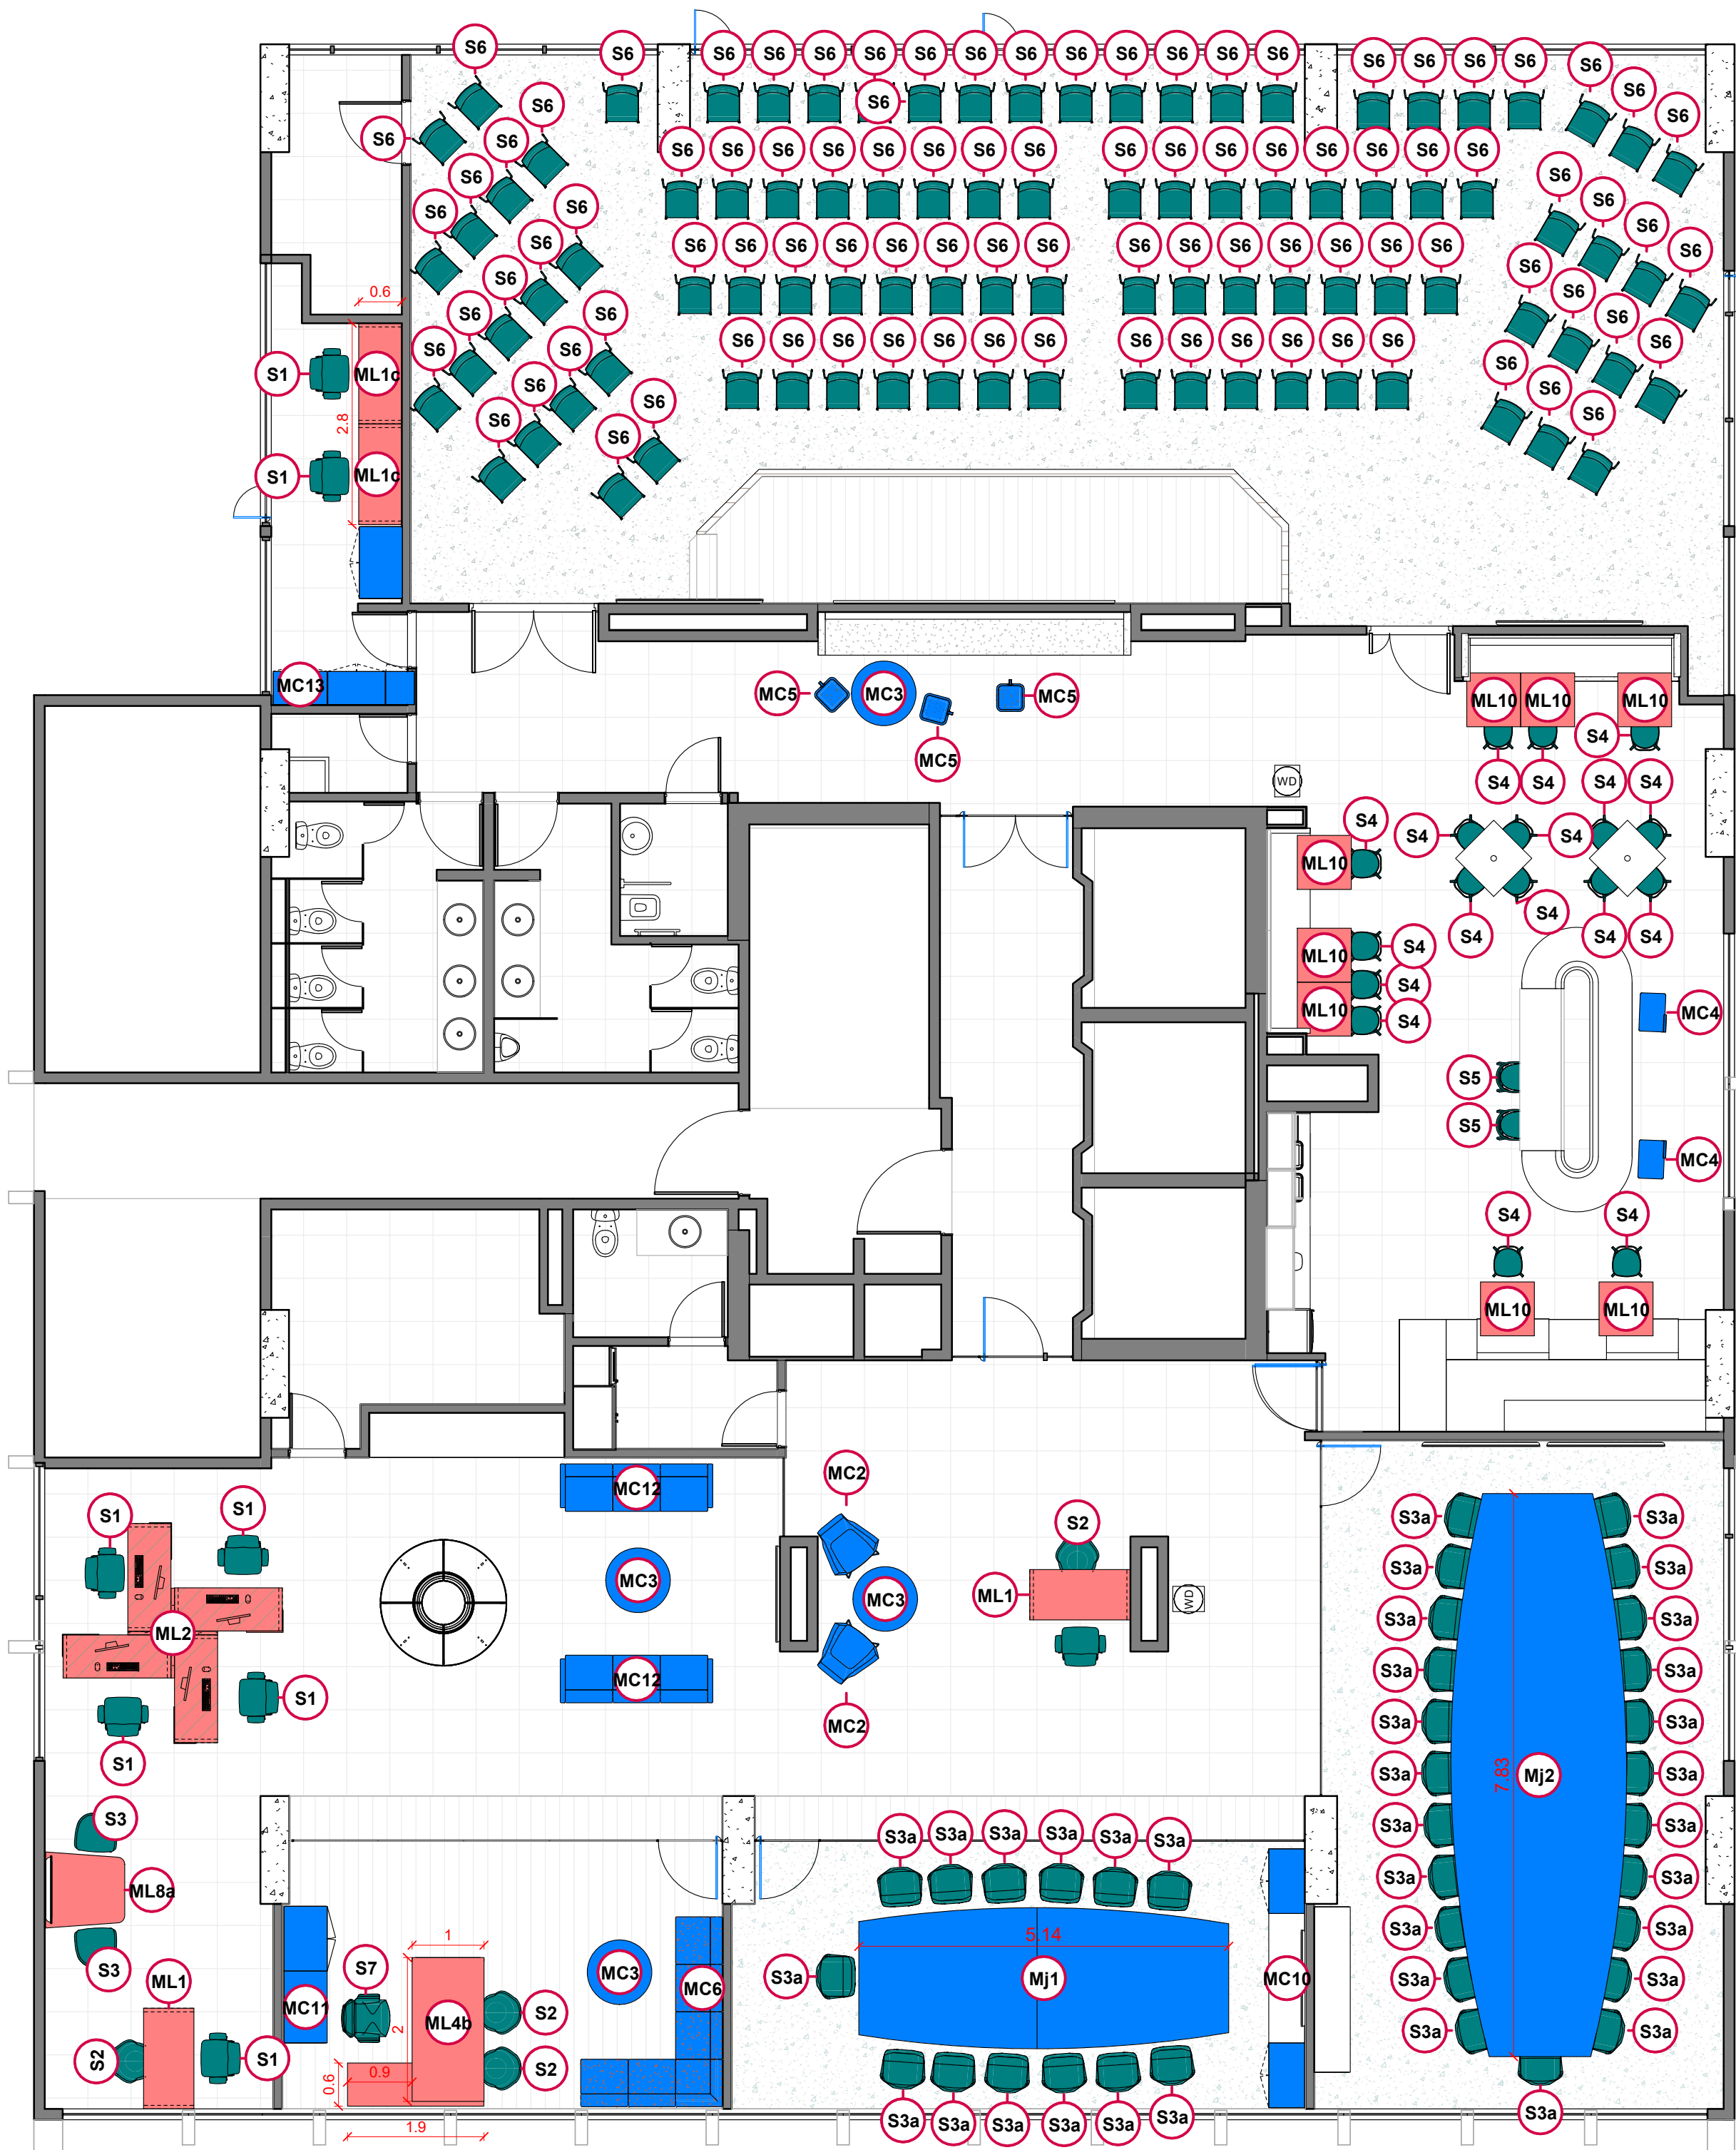 S6 S6 S6 S6 S6 S6 S6 S6 S6 S6 S6 S6 S6 S6 S6 S6 S6 S6 S6
S6 S6 S6 S6
S6 S6 S6 S6 S6 S6 S6 S6 S6 S6 S6 S6 S6 S6 S6 S6 S6 S6 S6
S6 S6 S6 S6
S6 S6 S6 S6 S6 S6 S6 S6 S6 S6 S6 S6 S6 S6 S6 S6 S6 S6 S6 S6
0.6 S6 S6 S6 S6 S6
S6 S6 S6 S6 S6 S6 S6 S6 S6 S6 S6 S6 S6 S6 S6 S6 S6
S1 ML1c S6 S6 S6 S6
2.8 S6 S6 S6
S1 ML1c
MC13 MC5 MC3 MC5 ML10 ML10 ML10
MC5 S4
S4 S4 S4 S4
WD
S4 S4 S4 S4
ML10
S4 S4 S4 S4
ML10 S4
S4
ML10 S4 MC4
S5
S5
MC4
S4 S4
ML10 ML10
MC2
MC12
S1 S1 S2 S3a S3a
S3a S3a
MC3 MC3 ML1 WD
ML2 S3a S3a
MC12 S3a S3a
S1 MC2 S3a S3a
S1 7.83 Mj2
S3a S3a
S3 S3a S3a S3a S3a S3a S3a S3a S3a
ML8a S3a S3a
S3 1 5.14 S3a S3a
ML1 S7 MC3 MC6 S3a Mj1 MC10 S3a S3a
MC11 2 ML4b S2
S2 S1 S2 S3a S3a
0.6 0.9
S3a S3a S3a S3a S3a S3a S3a
1.9